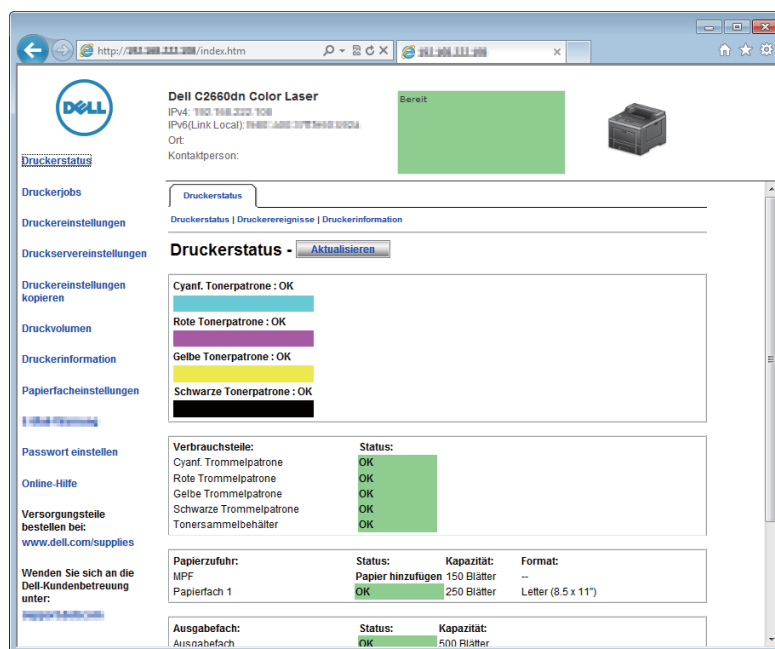 http://
/index.htm
DELL
Dell C2660dn Color Laser
IPv4:
IPv6(Link Local):
Ort:
Kontaktperson:
Bereit
Druckerstatus
Druckerjobs
Druckereinstellungen
Druckservereinstellungen
Druckereinstellungen
kopieren
Druckvolumen
Druckerinformation
Papierfacheinstellungen
Passwort einstellen
Online-Hilfe
Versorgungsteile
bestellen bei:
www.dell.com/supplies
Wenden Sie sich an die
Dell-Kundenbetreuung
unter:
Druckerstatus
Druckerstatus | Druckerereignisse | Druckerinformation
Druckerstatus - Aktualisieren
Cyanf. Tonerpatrone : OK
Rote Tonerpatrone : OK
Gelbe Tonerpatrone : OK
Schwarze Tonerpatrone : OK
Verbrauchsteile: Status:
Cyanf. Trommelpatrone OK
Rote Trommelpatrone OK
Gelbe Trommelpatrone OK
Schwarze Trommelpatrone OK
Tonersammelbehälter OK
Papierzufuhr: Status: Kapazität: Format:
MPF Papier hinzufügen 150 Blätter --
Papierfach 1 OK 250 Blätter Letter (8.5 x 11")
Ausgabefach: Status: Kapazität:
Ausgabefach OK 500 Blätter